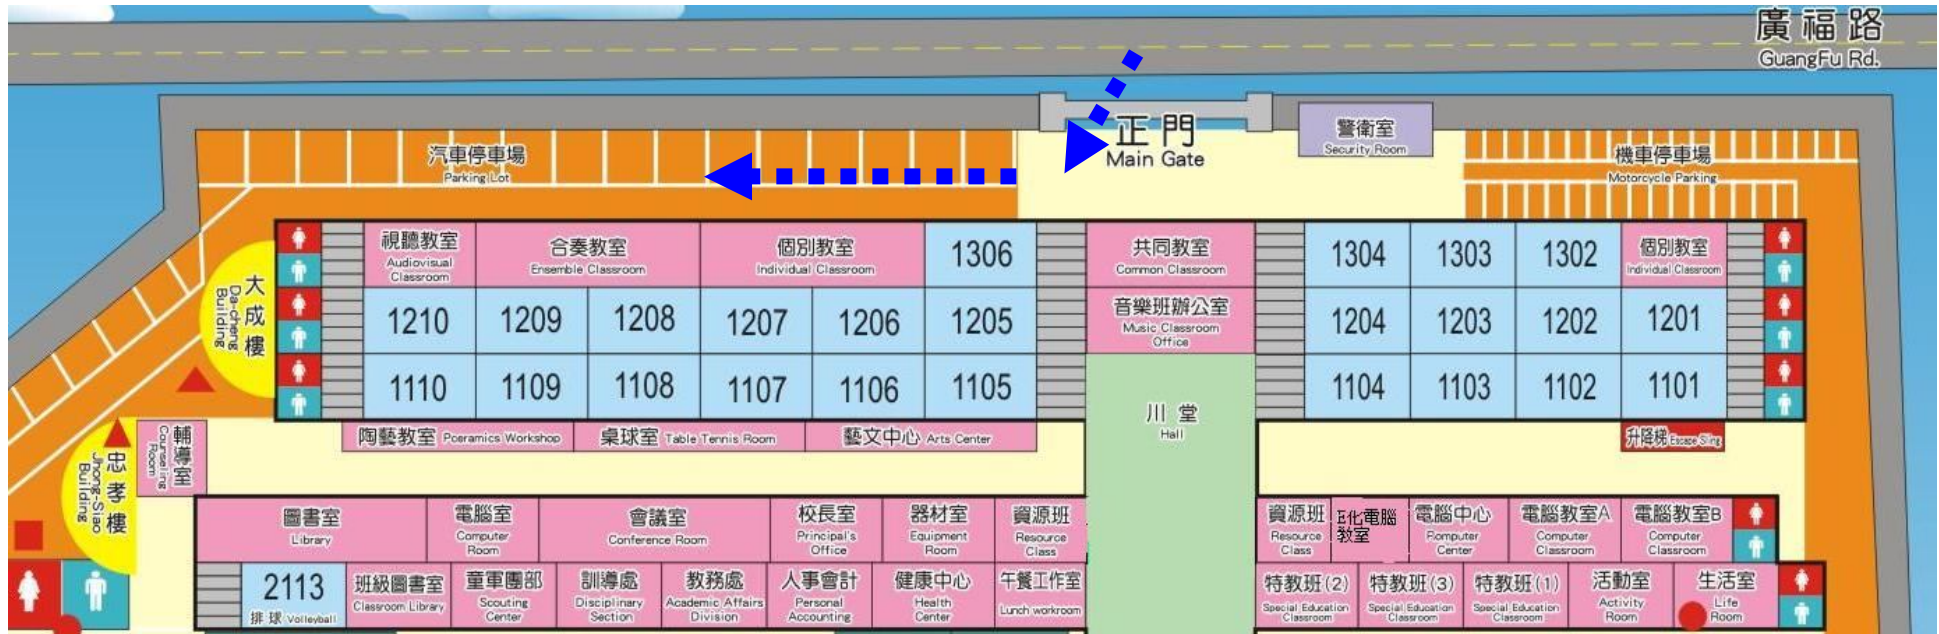 廣福路
GuangFu Rd.
正門
Main Gate
警衛室
Security Room
汽車停車場
Parking Lot
機車停車場
Motorcycle Parking
大成樓
Da-cheng
Building
視聽教室
Audiovisual
Classroom
合奏教室
Ensemble Classroom
個別教室
Individual Classroom
1306
共同教室
Common Classroom
1304
1303
1302
個別教室
Individual Classroom
1210
1209
1208
1207
1206
1205
音樂班辦公室
Music Classroom
Office
1204
1203
1202
1201
1110
1109
1108
1107
1106
1105
川堂
Hall
1104
1103
1102
1101
陶藝教室 Poeramics Workshop
桌球室 Table Tennis Room
藝文中心 Arts Center
升降梯 Escape Sling
輔導室
Counseling
Room
忠孝樓
Jhong-Siao
Building
圖書室
Library
電腦室
Computer
Room
會議室
Conference Room
校長室
Principal's
Office
器材室
Equipment
Room
資源班
Resource
Class
資源班
Resource
Class
E化電腦
教室
電腦中心
Pomputer
Center
電腦教室A
Computer
Classroom
電腦教室B
Computer
Classroom
2113
排球 Volleyball
班級圖書室
Classroom Library
童軍團部
Scouting
Center
訓導處
Disciplinary
Section
教務處
Academic Affairs
Division
人事會計
Personal
Accounting
健康中心
Health
Center
午餐工作室
Lunch workroom
特教班(2)
Special Education
Classroom
特教班(3)
Special Education
Classroom
特教班(1)
Special Education
Classroom
活動室
Activity
Room
生活室
Life
Room